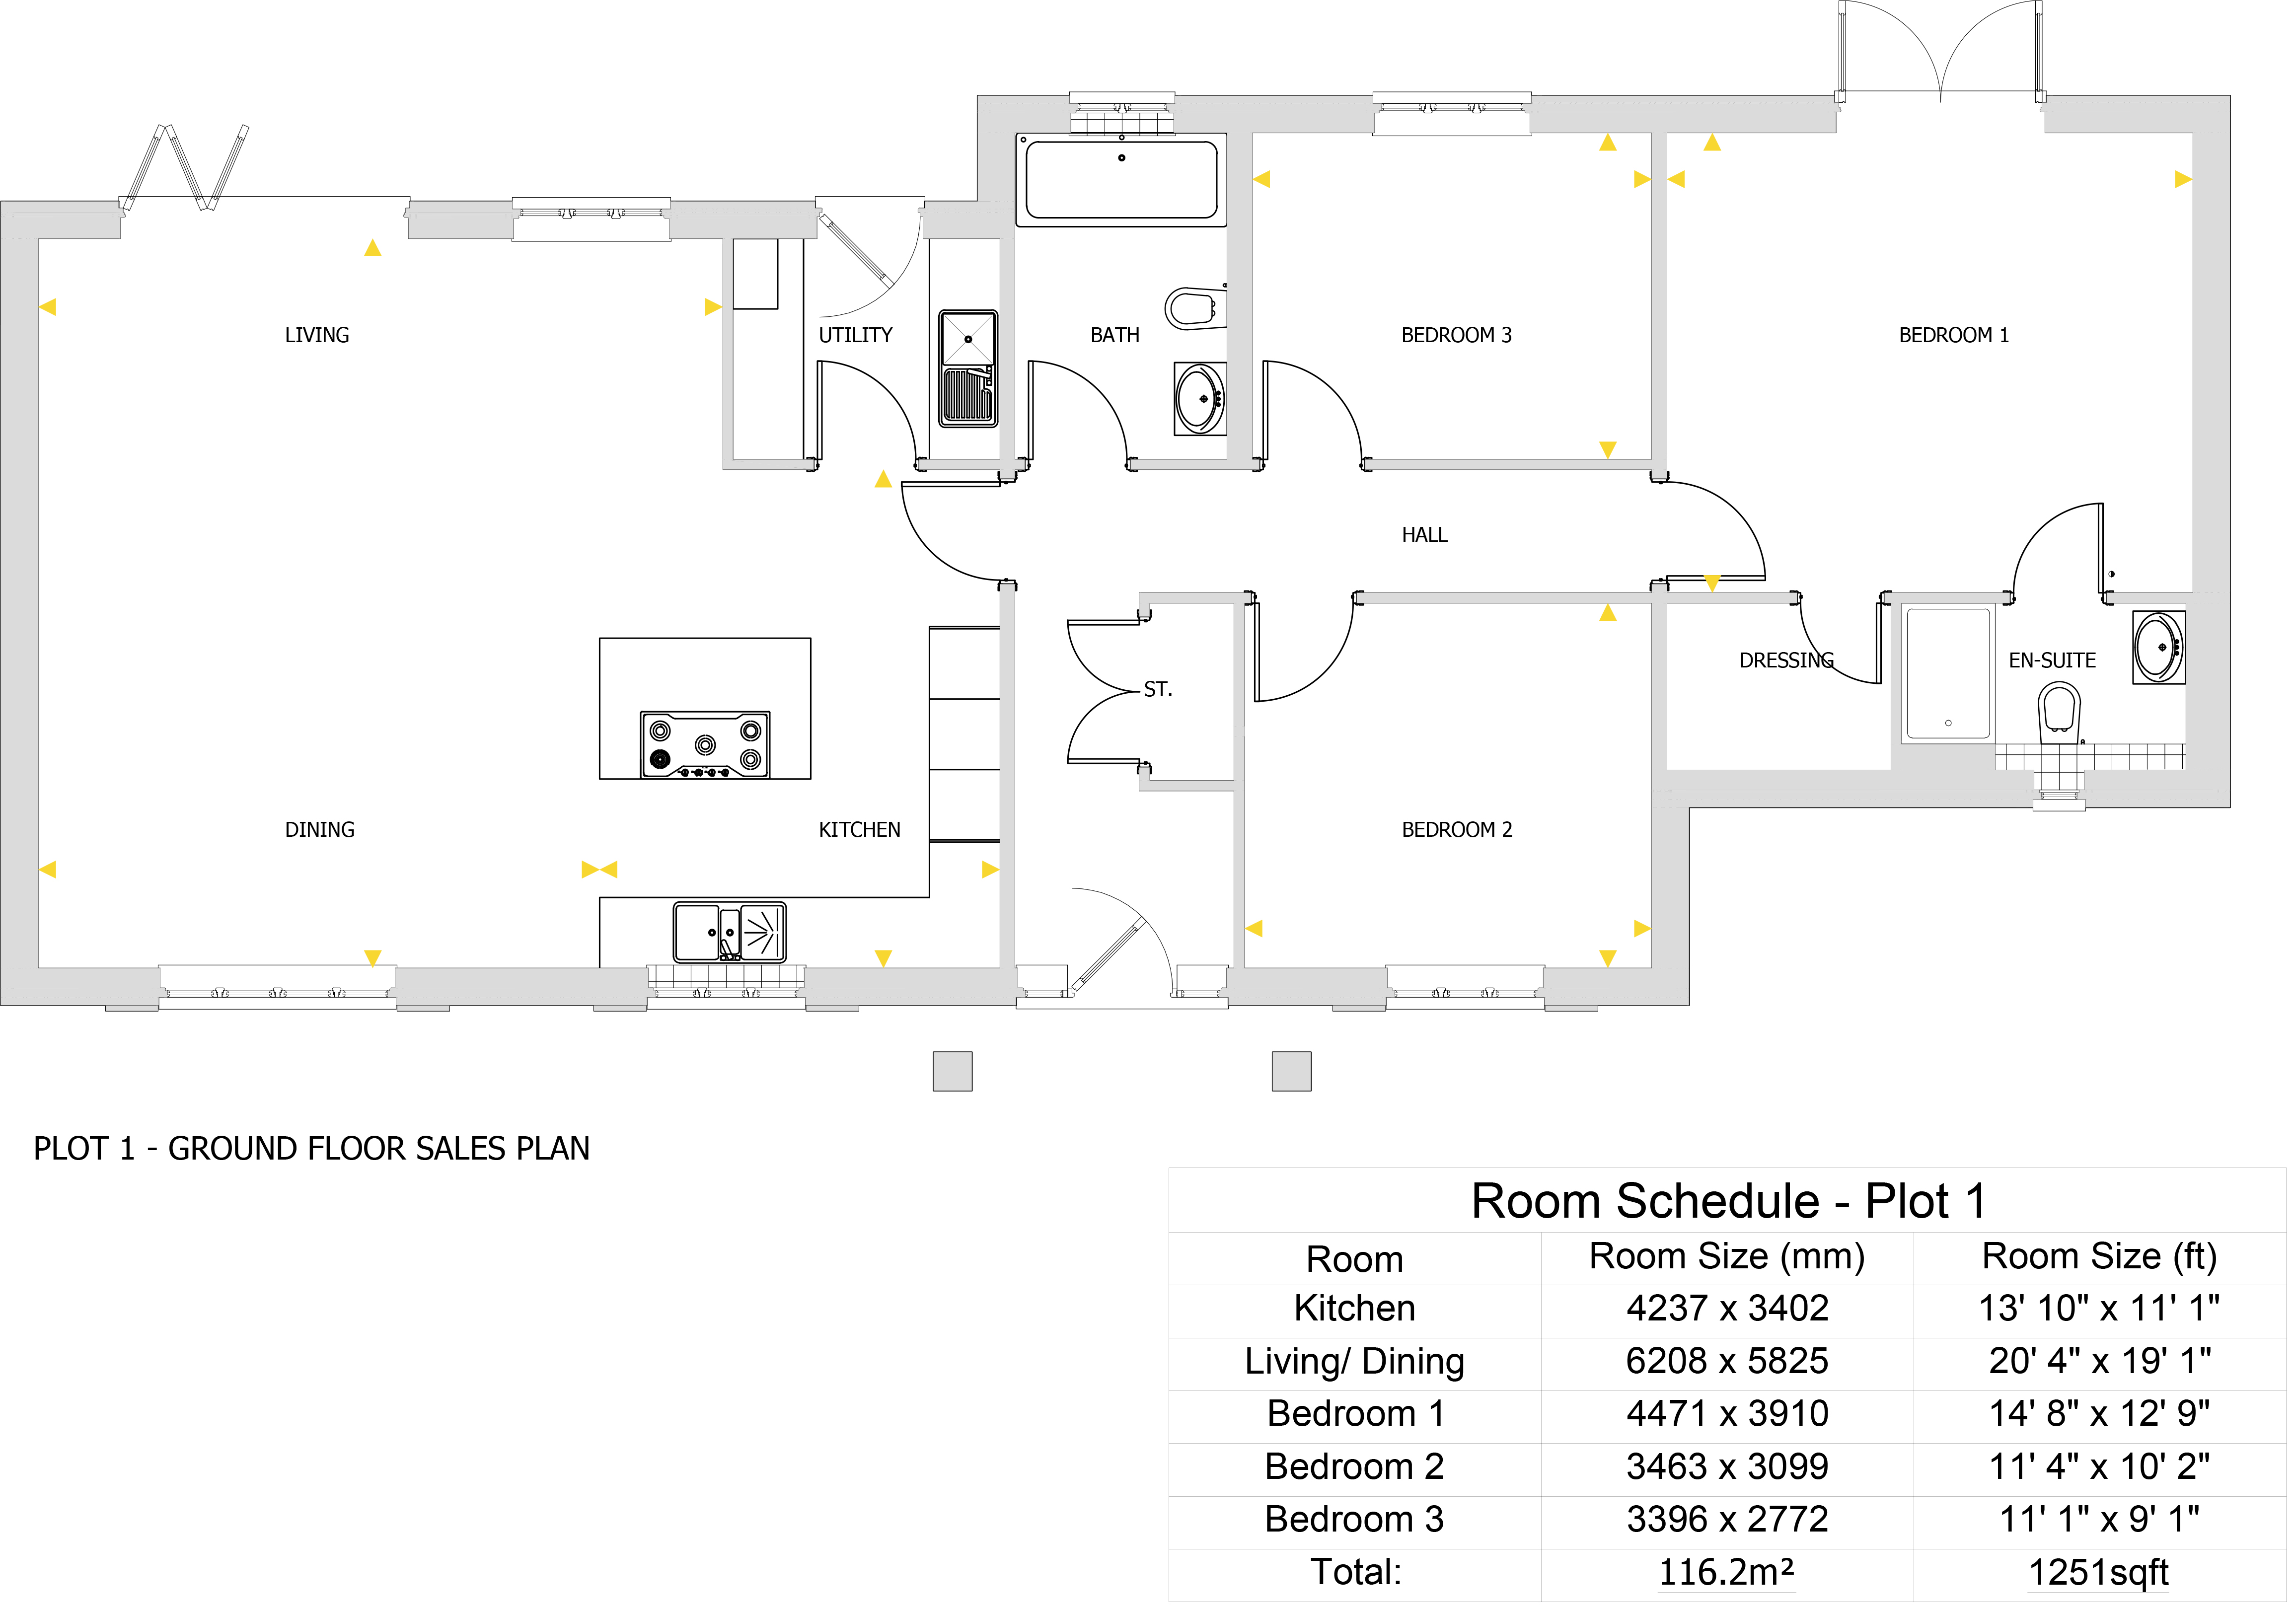 LIVING
UTILITY
BATH
BEDROOM 3
BEDROOM 1
HALL
DRESSING
EN-SUITE
ST.
DINING
KITCHEN
BEDROOM 2
PLOT 1 - GROUND FLOOR SALES PLAN
Room Schedule - Plot 1
Room Room Size (mm) Room Size (ft)
Kitchen 4237 x 3402 13' 10" x 11' 1"
Living/ Dining 6208 x 5825 20' 4" x 19' 1"
Bedroom 1 4471 x 3910 14' 8" x 12' 9"
Bedroom 2 3463 x 3099 11' 4" x 10' 2"
Bedroom 3 3396 x 2772 11' 1" x 9' 1"
Total: 116.2m² 1251sqft